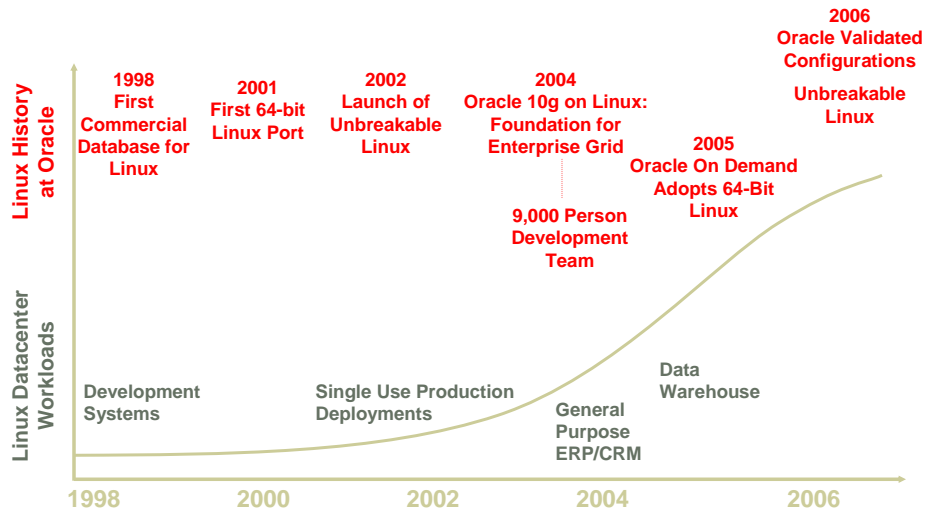 Linux History
at Oracle
1998
First
Commercial
Database for
Linux
2001
First 64-bit
Linux Port
2002
Launch of
Unbreakable
Linux
2004
Oracle 10g on Linux:
Foundation for
Enterprise Grid
9,000 Person
Development
Team
2005
Oracle On Demand
Adopts 64-Bit
Linux
2006
Oracle Validated
Configurations
Unbreakable
Linux
Linux Datacenter
Workloads
Development
Systems
Single Use Production
Deployments
General
Purpose
ERP/CRM
Data
Warehouse
1998
2000
2002
2004
2006